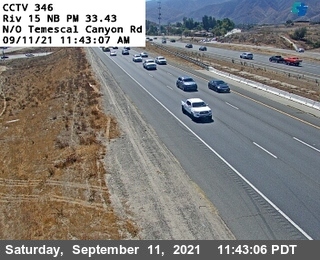 CCTV 346
Riv 15 NB PM 33.43
N/O Temescal Canyon Rd
09/11/21 11:43:07 AM
Saturday, September 11, 2021 11:43:06 PDT